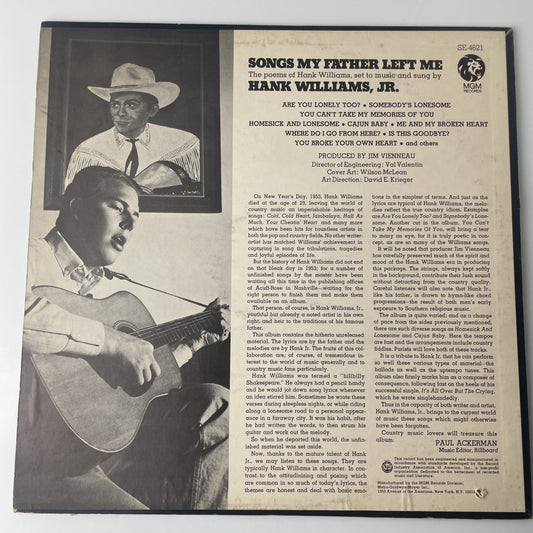 SE-4621
SONGS MY FATHER LEFT ME
The poems of Hank Williams, set to music and sung by
HANK WILLIAMS, JR.
MGM
RECORDS
ARE YOU LONELY TOO? • SOMEBODY'S LONESOME
YOU CAN'T TAKE MY MEMORIES OF YOU
HOMESICK AND LONESOME • CAJUN BABY • ME AND MY BROKEN HEART
WHERE DO I GO FROM HERE? • IS THIS GOODBYE?
YOU BROKE YOUR OWN HEART • and others
PRODUCED BY JIM VIENNEAU
Director of Engineering: Val Valentin
Cover Art: Wilson McLean
Art Direction: David E. Krieger
On New Year's Day, 1953, Hank Williams
died at the age of 29, leaving the world of
country music an imperishable heritage of
songs: Cold, Cold Heart, Jambalaya, Half As
Much, Your Cheatin' Heart and many more
which have been hits for countless artists in
both the pop and country fields. No other writer-
artist has matched Williams' achievement in
capturing in song the tribulations, tragedies
and joyful episodes of life.
But the history of Hank Williams did not end
on that bleak day in 1953; for a number of
unfinished songs by the master have been
waiting all this time in the publishing offices
of Acuff-Rose in Nashville—waiting for the
right person to finish them and make them
available on an album.
That person, of course, is Hank Williams, Jr.,
youthful but already a noted artist in his own
right; and heir to the traditions of his famous
father.
This album contains the hitherto unreleased
material. The lyrics are by the father and the
melodies are by Hank Jr. The fruits of this col-
laboration are, of course, of tremendous inter-
est to the world of music generally and to
country music fans particularly.
Hank Williams was termed a "hillbilly
Shakespeare." He always had a pencil handy
and he would jot down song lyrics whenever
an idea stirred him. Sometimes he wrote these
verses during sleepless nights, or while riding
along a lonesome road to a personal appear-
ance in a faraway city. It was his habit, after
he had written the words, to then strum his
guitar and work out the melody.
So when he departed this world, the unfin-
ished material was set aside.
Now, thanks to the mature talent of Hank
Jr., we may listen to these songs. They are
typically Hank Williams in character. In con-
trast to the attitudinising and posing which
are common in so much of today's lyrics, the
themes are honest and deal with basic emo-
tions in the simplest of terms. And just as the
lyrics are typical of Hank Williams, the melo-
dies reflect the true country idiom. Examples
are Are You Lonely Too? and Somebody's Lone-
some. Another cut in the album, You Can't
Take My Memories Of You, will bring a tear
to many an eye, for it is truly poetic in con-
cept, as are so many of the Williams songs.
It will be noted that producer Jim Vienneau
has carefully preserved much of the spirit and
mood of the Hank Williams era in producing
this package. The strings, always kept softly
in the background, contribute their lush sound
without detracting from the country quality.
Careful listeners will also note that Hank Jr.,
like his father, is drawn to hymn-like chord
progressions—the result of both men's early
exposure to Southern religious music.
The album is quite varied; and as a change
of pace from the sides previously mentioned,
there are such diverse songs as Homesick And
Lonesome and Cajun Baby. Here the tempos
are fast and the arrangements include country
fiddles. Purists will love both of these tracks.
It is a tribute to Hank Jr. that he can perform
so well these various types of material—the
ballads as well as the uptempo tunes. This
album also firmly marks him as a composer of
consequence, following fast on the heels of his
successful single, It's All Over But The Crying,
which he wrote singlehandedly.
Thus in the capacity of both writer and artist,
Hank Williams, Jr., brings to the current world
of music these songs which might otherwise
have been forgotten.
Country music lovers will treasure this
album.
PAUL ACKERMAN
Music Editor, Billboard
This record has been engineered and manufactured in
accordance with standards developed by the Record
Industry Association of America, Inc., a non-profit
organization dedicated to the betterment of recorded
music and literature.
Manufactured by the MGM Records Division,
Metro-Goldwyn-Mayer Inc.,
1350 Avenue of the Americas, New York, N.Y.